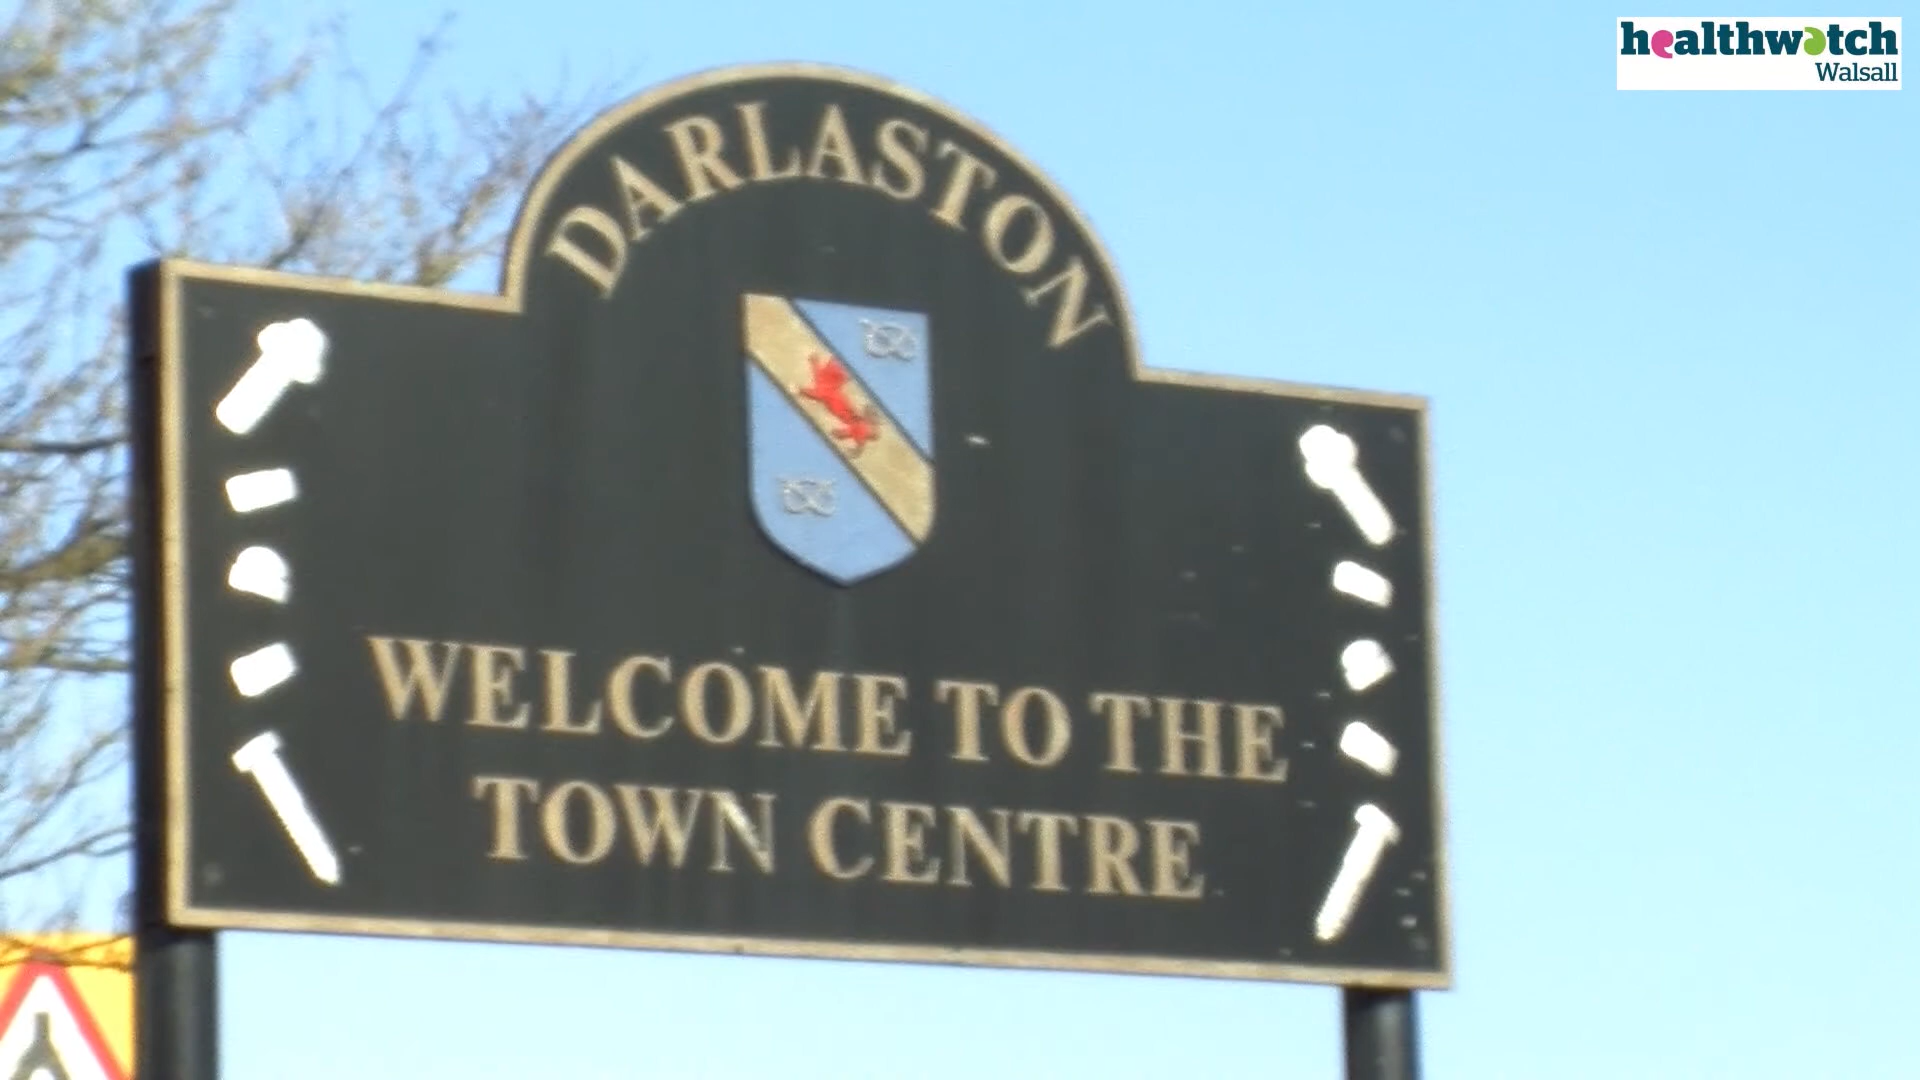 healthwatch
Walsall
DARLASTON
WELCOME TO THE
TOWN CENTRE